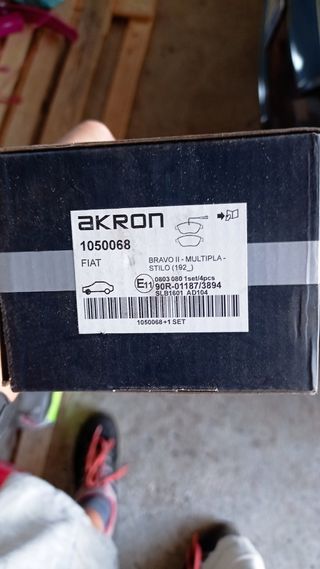 AKRON
1050068
FIAT
BRAVO II - MULTIPLA -
STILO (192_)
E11
0803 080 1set/4pcs
90R-01187/3894
SLB1601 AD104
1050068+1 SET